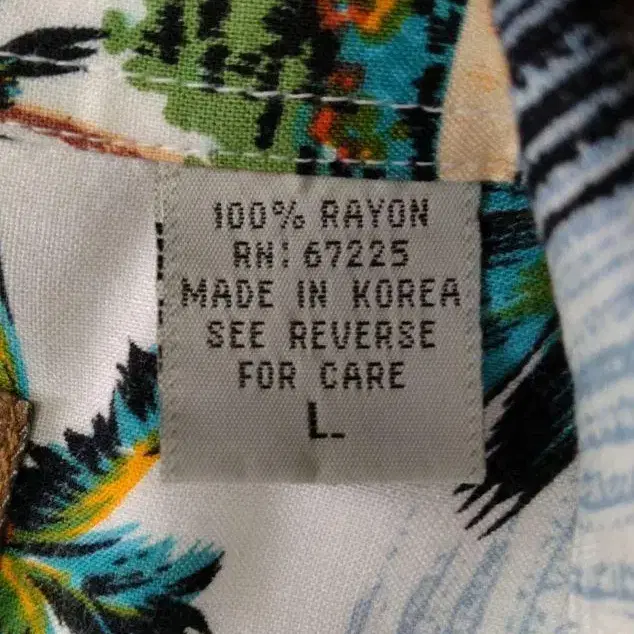 100% RAYON
RN: 67225
MADE IN KOREA
SEE REVERSE
FOR CARE
L.